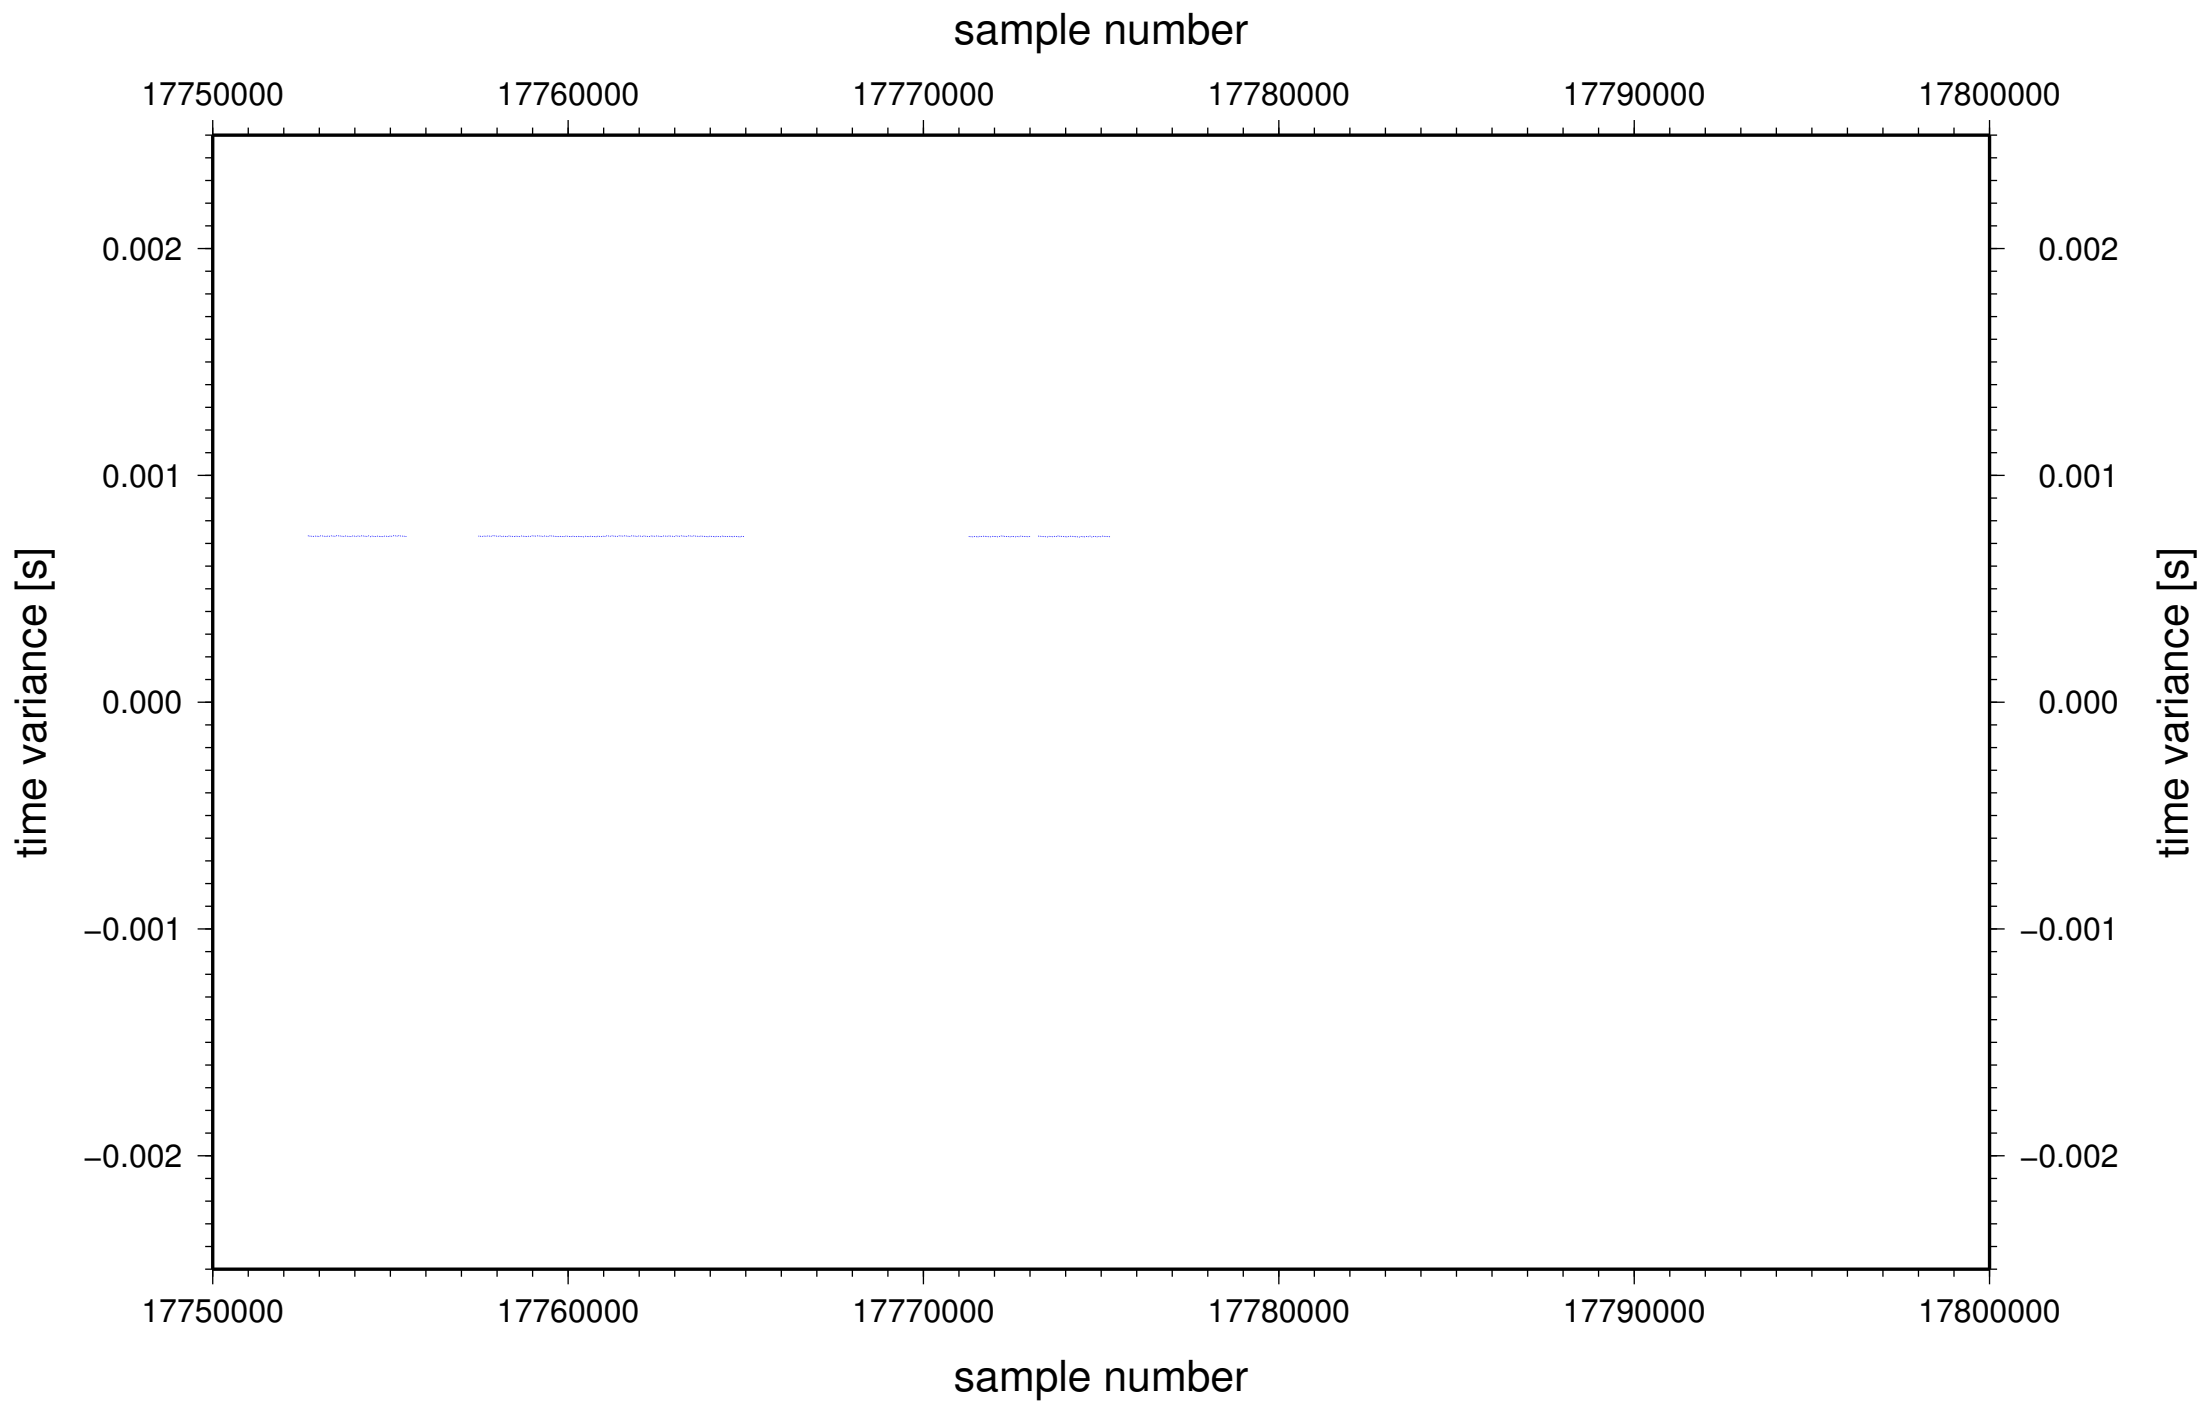 sample number
17750000 17760000 17770000 17780000 17790000 17800000
0.002 0.002
0.001 0.001
0.000 0.000
−0.001 −0.001
−0.002 −0.002
time variance [s]
time variance [s]
17750000 17760000 17770000 17780000 17790000 17800000
sample number